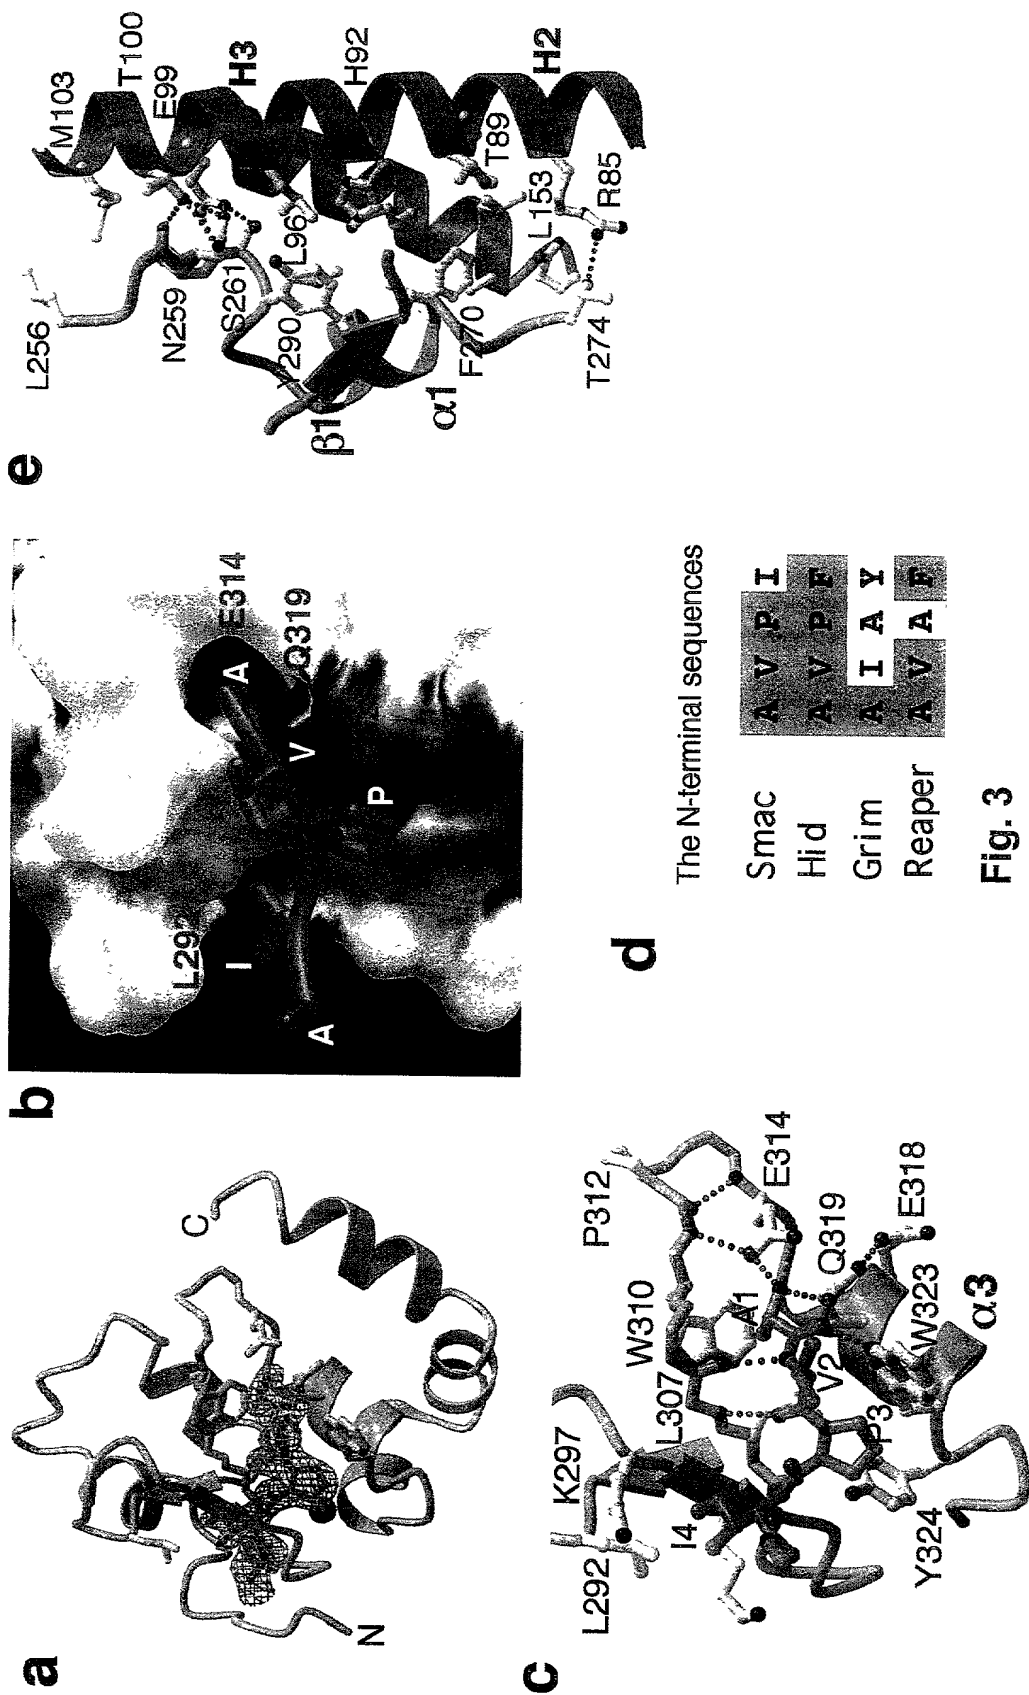 a
C
N
b
L292
E314
Q319
A
V
P
I
A
c
P312
W310
E314
K297
L307
A1
Q319
E318
L292
I4
V2
W323
P3
α3
Y324
d
The N-terminal sequences
Smac A V P I
Hid A V P F
Grim A I A Y
Reaper A V A F
e
M103
T100
E99
L256
H3
N259
S261
L96
H92
Y290
β1
T89
H2
F270
L153
R85
α1
T274
Fig. 3